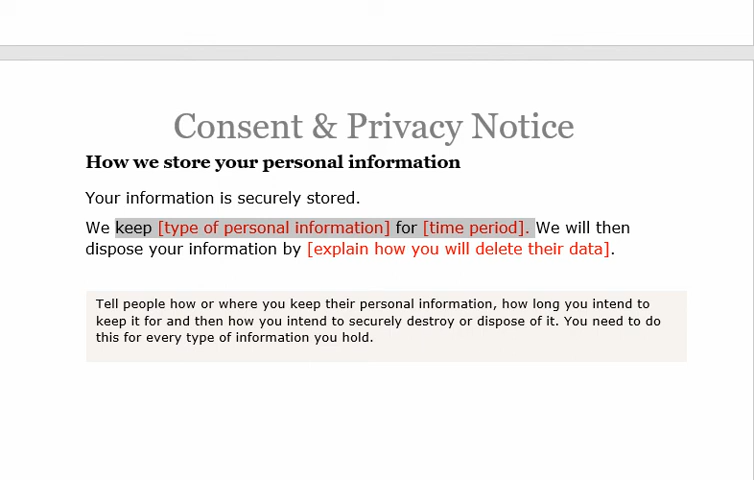 Consent & Privacy Notice
How we store your personal information
Your information is securely stored.
We keep [type of personal information] for [time period]. We will then
dispose your information by [explain how you will delete their data].
Tell people how or where you keep their personal information, how long you intend to
keep it for and then how you intend to securely destroy or dispose of it. You need to do
this for every type of information you hold.